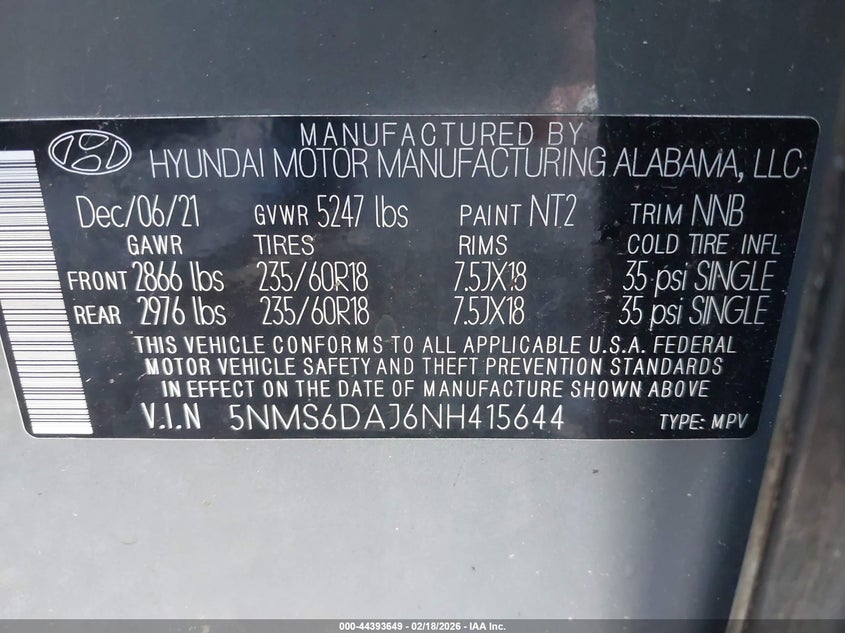 MANUFACTURED BY
HYUNDAI MOTOR MANUFACTURING ALABAMA, LLC
Dec/06/21 GVWR 5247 lbs PAINT NT2 TRIM NNB
GAWR TIRES RIMS COLD TIRE INFL
FRONT 2866 lbs 235/60R18 7.5JX18 35 psi SINGLE
REAR 2976 lbs 235/60R18 7.5JX18 35 psi SINGLE
THIS VEHICLE CONFORMS TO ALL APPLICABLE U.S.A. FEDERAL
MOTOR VEHICLE SAFETY AND THEFT PREVENTION STANDARDS
IN EFFECT ON THE DATE OF MANUFACTURE SHOWN ABOVE
V.I.N 5NMS6DAJ6NH415644 TYPE: MPV
000-44393649 - 02/18/2026 - IAA Inc.